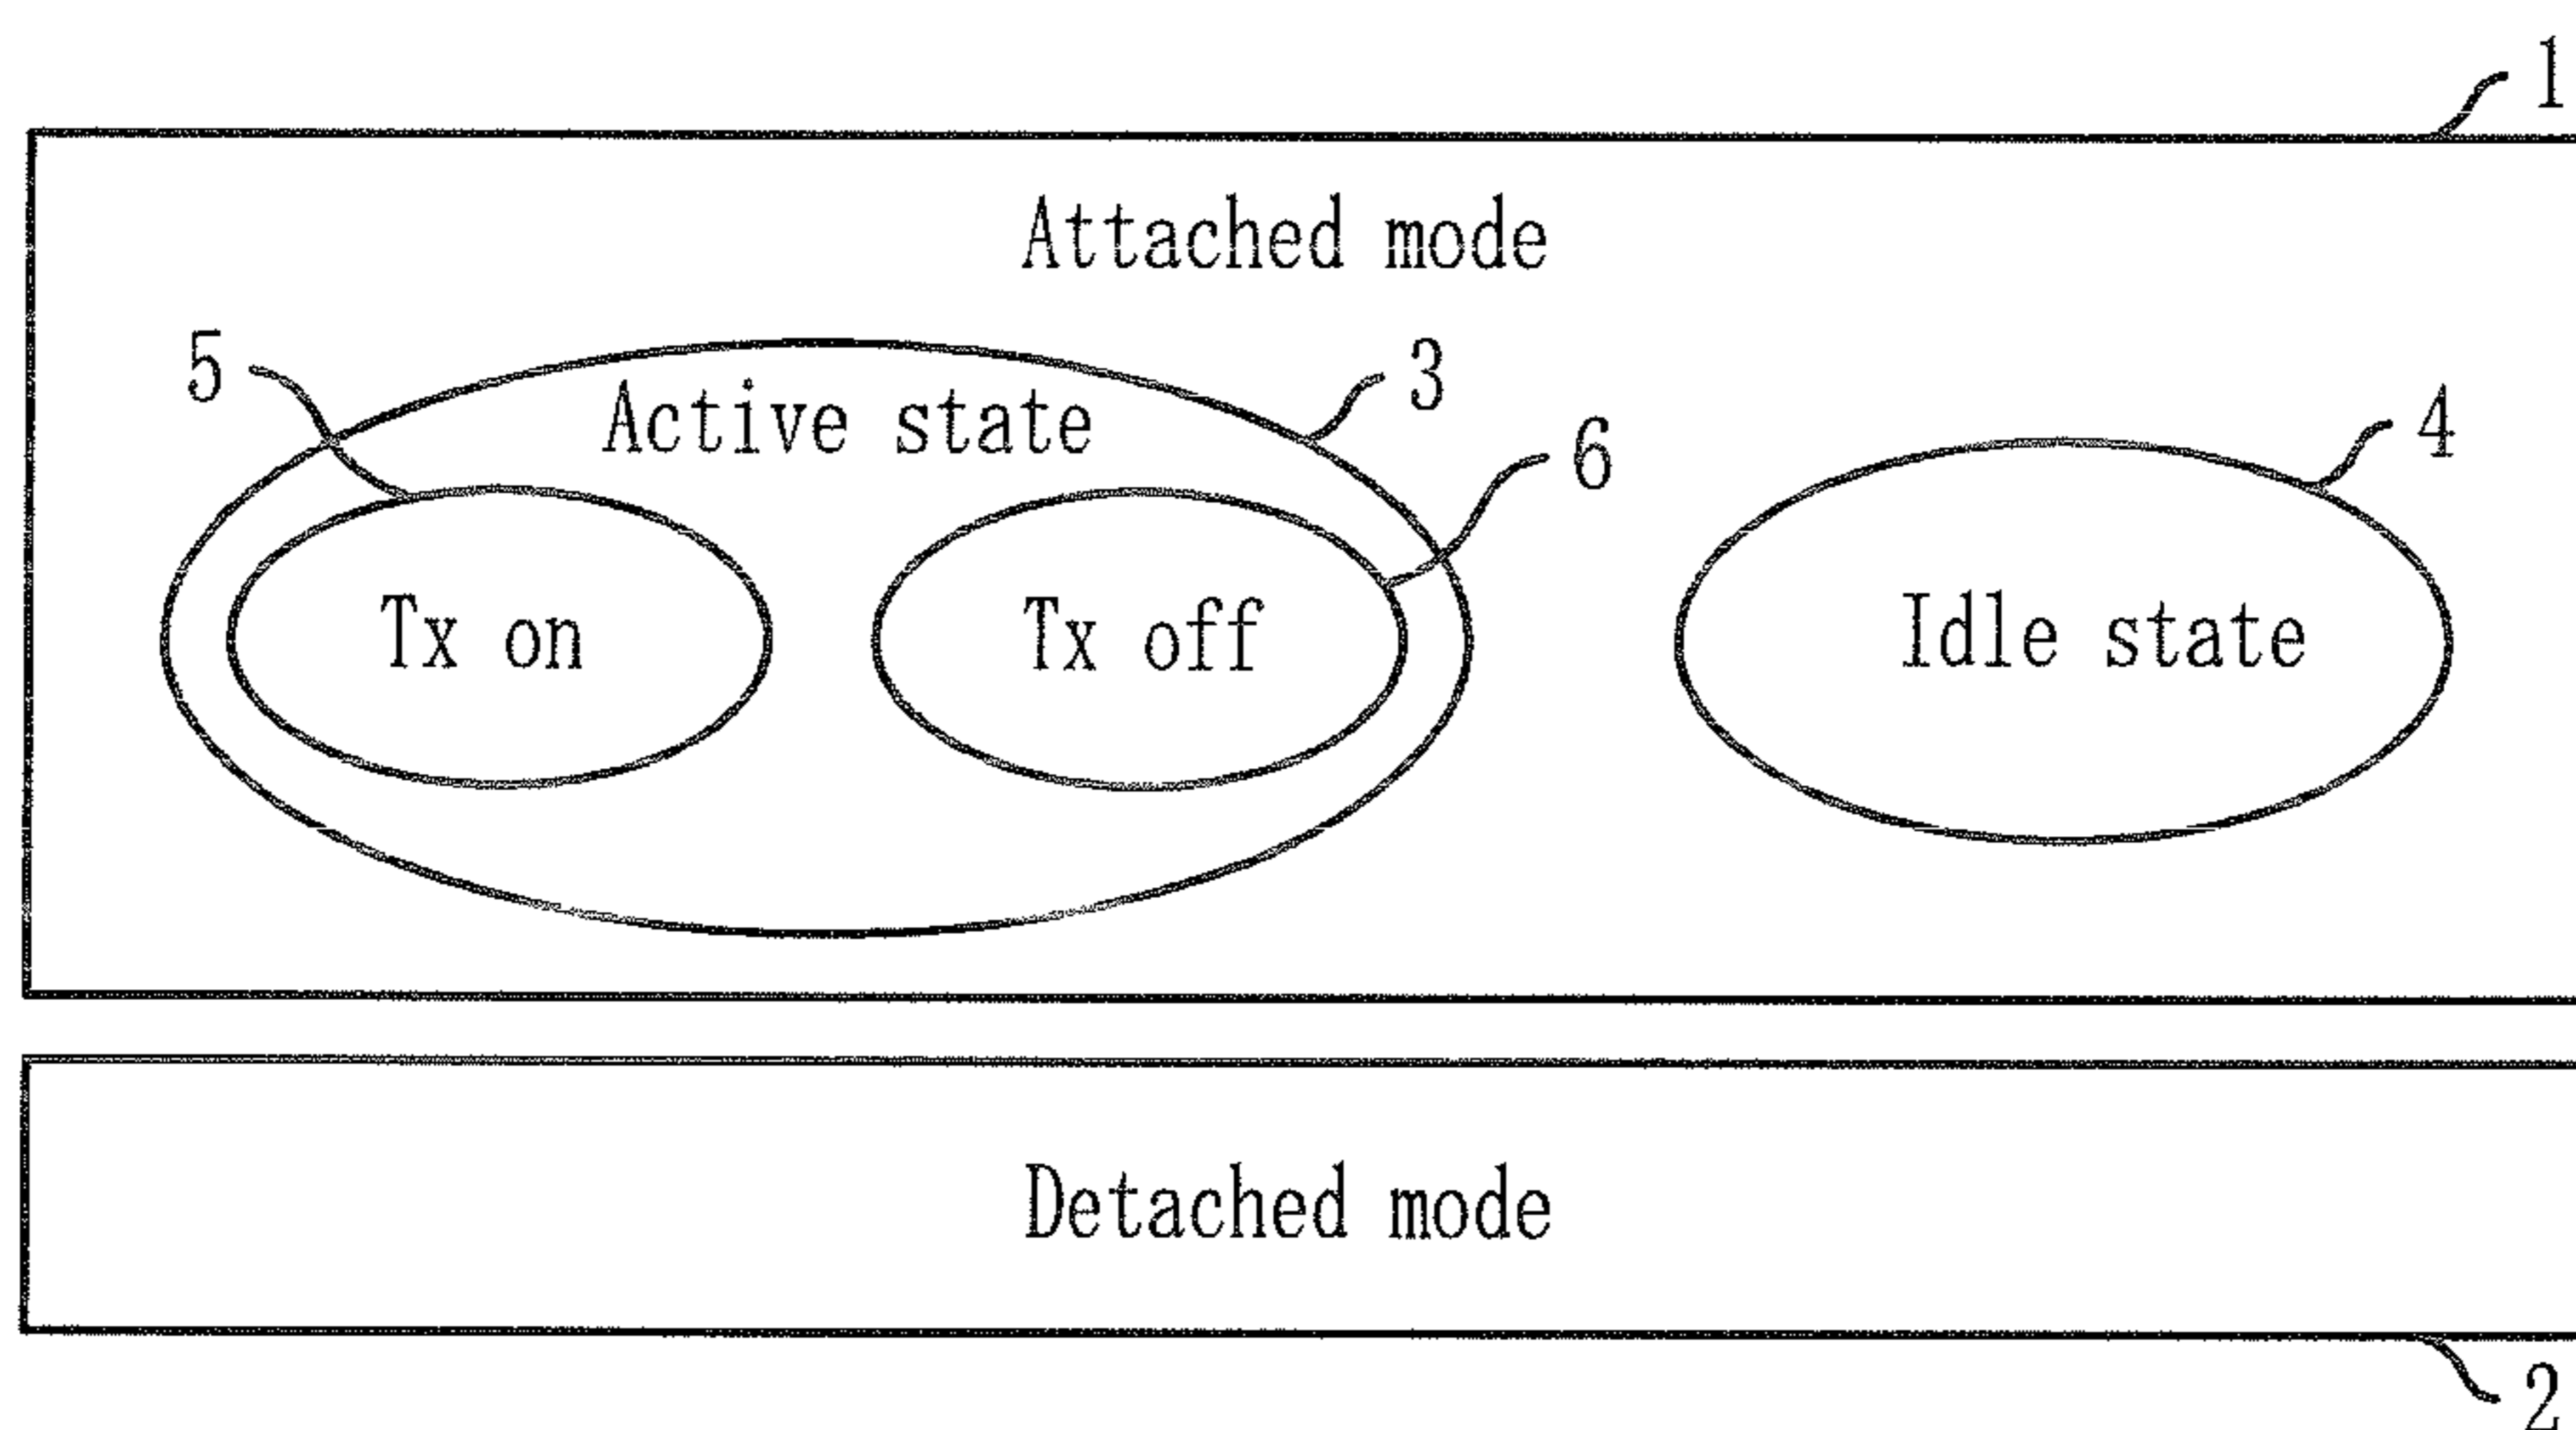 1
Attached mode
5
Active state
3
6
4
Tx on
Tx off
Idle state
Detached mode
2